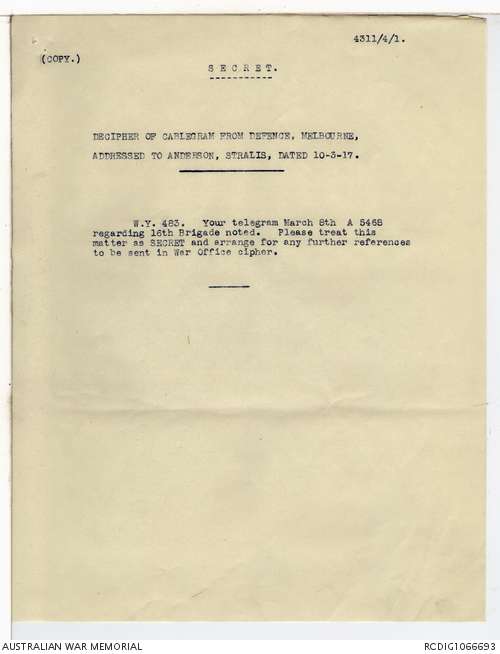 4311/4/1.
(COPY.)
SECRET.
DECIPHER OF CABLEGRAM FROM DEFENCE, MELBOURNE,
ADDRESSED TO ANDERSON, STRALIS, DATED 10-3-17.
W.Y. 483. Your telegram March 8th A 5468
regarding 16th Brigade noted. Please treat this
matter as SECRET and arrange for any further references
to be sent in War Office cipher.
AUSTRALIAN WAR MEMORIAL
RCDIG1066693